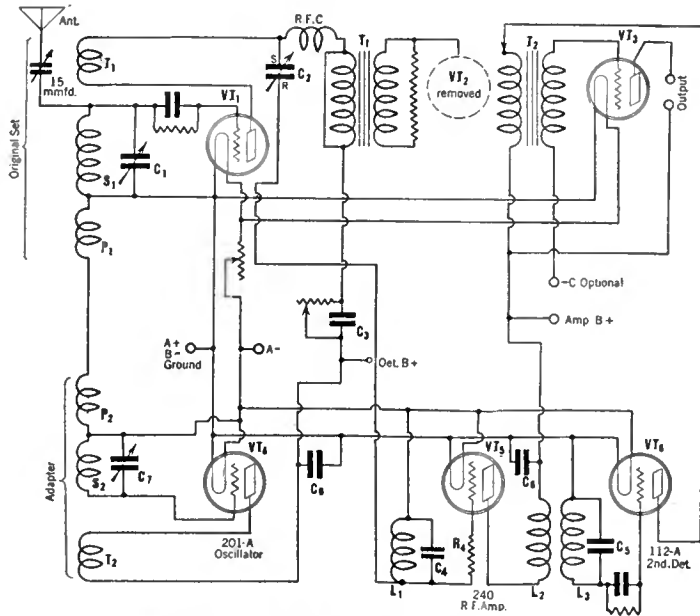 Ant.
R.F.C
15
mmfd.
T₁
S
C₂
R
T₁
VT₂
removed
T₂
VT₃
Output
VT₁
Original Set
S₁
C₁
P₁
-C Optional
Amp B+
C₃
A+
B-
Ground
A-
Det. B+
Adapter
P₂
S₂
C₇
VT₄
201-A
Oscillator
C₆
VT₅
C₆
VT₆
R₄
C₄
L₁
240
R.F. Amp.
L₂
L₃
C₅
112-A
2nd. Det.
T₂